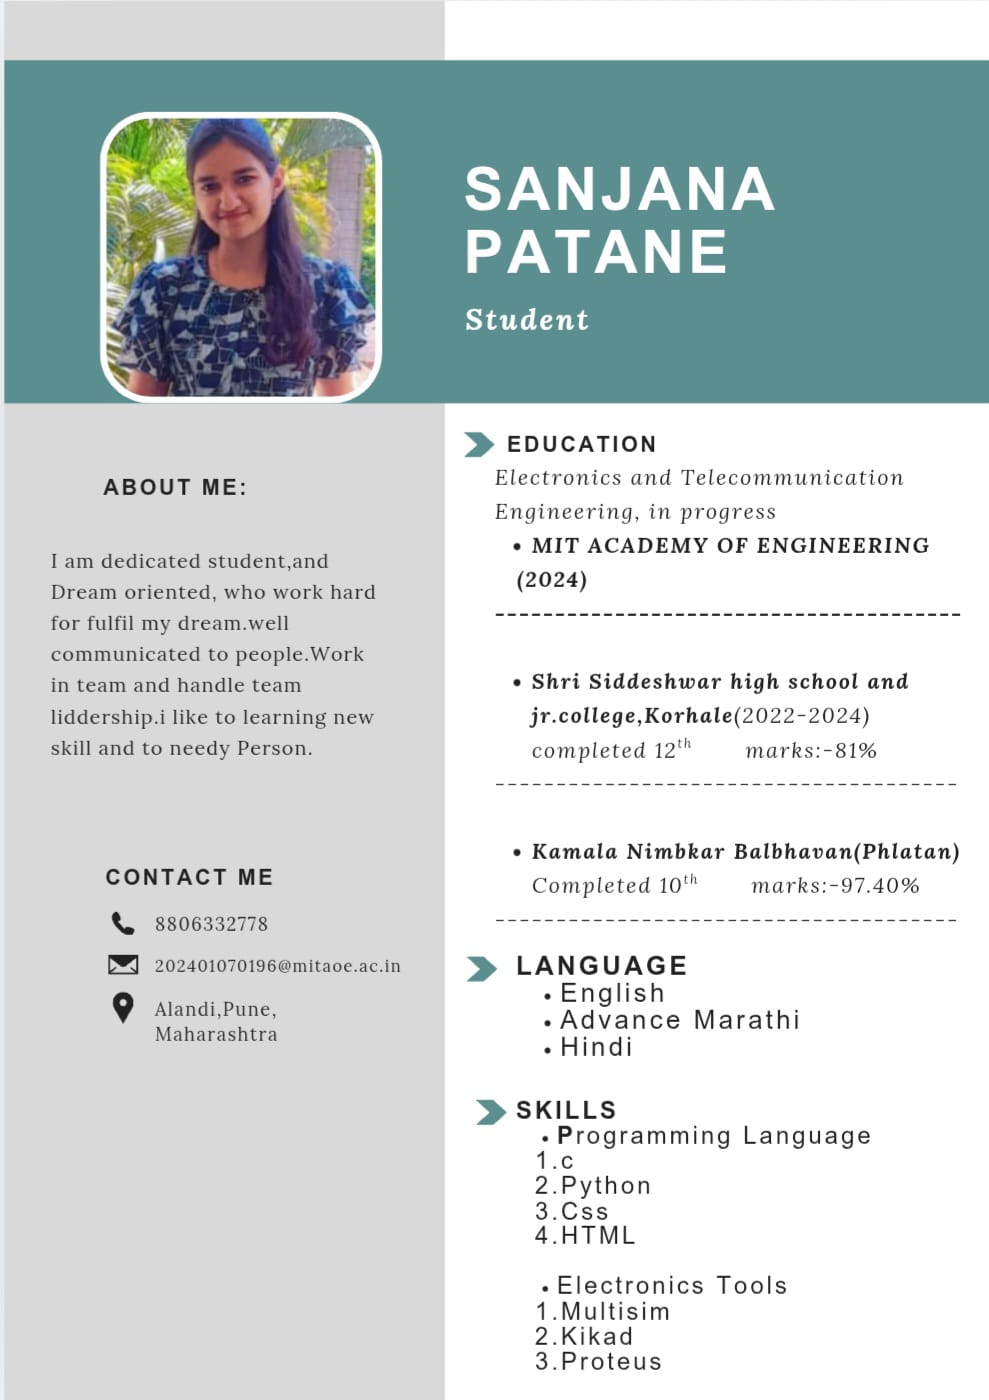 SANJANA
PATANE
Student
ABOUT ME:
I am dedicated student,and
Dream oriented, who work hard
for fulfil my dream.well
communicated to people.Work
in team and handle team
liddership.i like to learning new
skill and to needy Person.
CONTACT ME
8806332778
202401070196@mitaoe.ac.in
Alandi,Pune,
Maharashtra
EDUCATION
Electronics and Telecommunication
Engineering, in progress
• MIT ACADEMY OF ENGINEERING
(2024)
---------------------------------------
• Shri Siddeshwar high school and
jr.college,Korhale(2022-2024)
completed 12th marks:-81%
---------------------------------------
• Kamala Nimbkar Balbhavan(Phlatan)
Completed 10th marks:-97.40%
---------------------------------------
LANGUAGE
• English
• Advance Marathi
• Hindi
SKILLS
• Programming Language
1.c
2.Python
3.Css
4.HTML
• Electronics Tools
1.Multisim
2.Kikad
3.Proteus